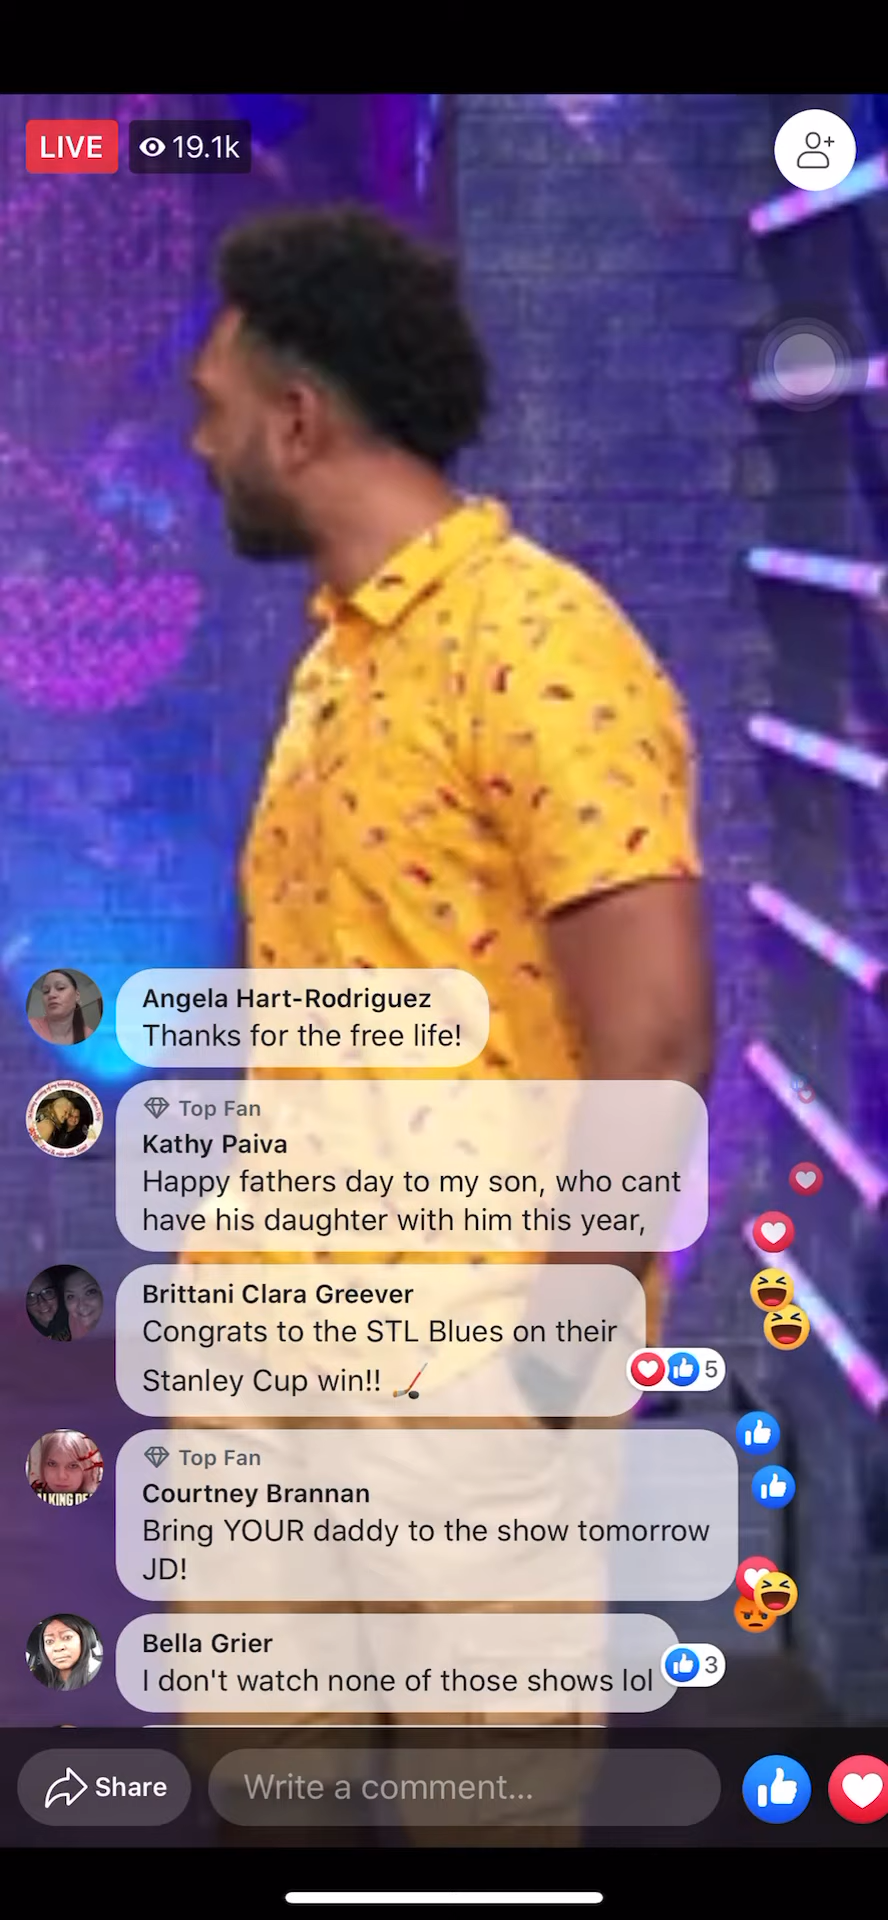 LIVE 19.1k
Angela Hart-Rodriguez
Thanks for the free life!
Top Fan
Kathy Paiva
Happy fathers day to my son, who cant
have his daughter with him this year,
Brittani Clara Greever
Congrats to the STL Blues on their
Stanley Cup win!!
5
Top Fan
Courtney Brannan
Bring YOUR daddy to the show tomorrow
JD!
Bella Grier
I don't watch none of those shows lol
3
Share
Write a comment...